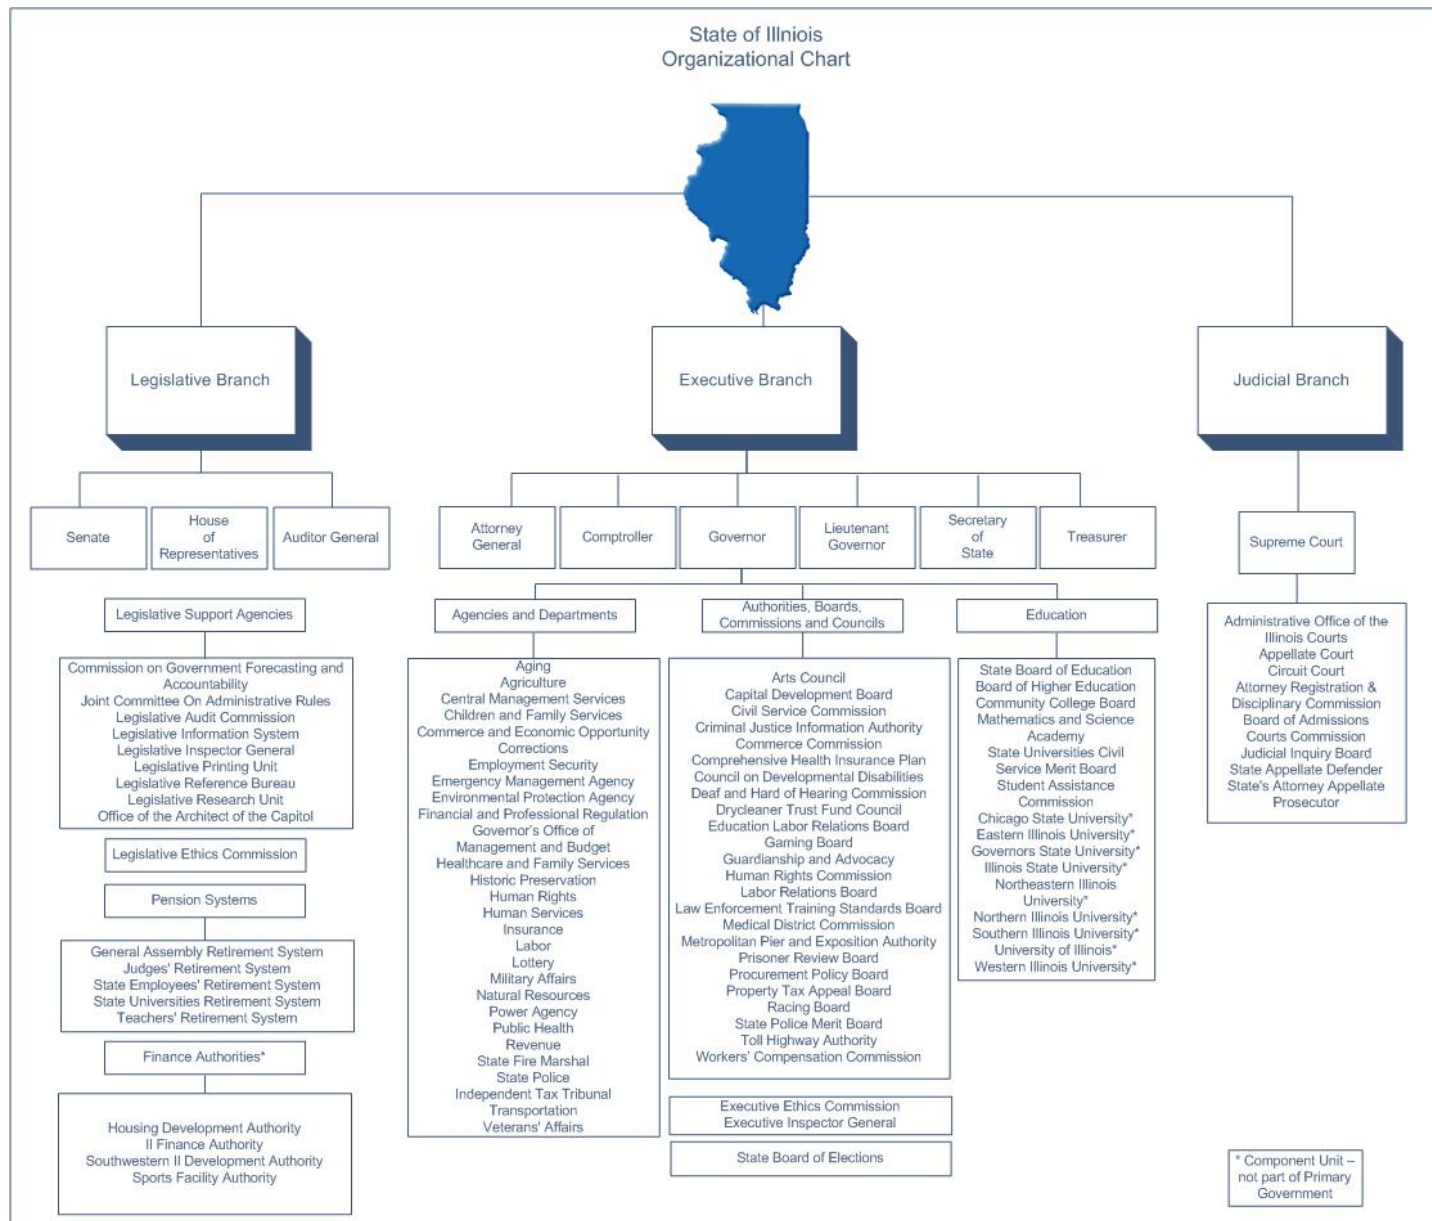 State of Illniois
Organizational Chart
Legislative Branch
Executive Branch
Judicial Branch
Senate
House
of
Representatives
Auditor General
Attorney
General
Comptroller
Governor
Lieutenant
Governor
Secretary
of
State
Treasurer
Supreme Court
Legislative Support Agencies
Commission on Government Forecasting and
Accountability
Joint Committee On Administrative Rules
Legislative Audit Commission
Legislative Information System
Legislative Inspector General
Legislative Printing Unit
Legislative Reference Bureau
Legislative Research Unit
Office of the Architect of the Capitol
Legislative Ethics Commission
Pension Systems
General Assembly Retirement System
Judges' Retirement System
State Employees' Retirement System
State Universities Retirement System
Teachers' Retirement System
Finance Authorities*
Housing Development Authority
Il Finance Authority
Southwestern Il Development Authority
Sports Facility Authority
Agencies and Departments
Aging
Agriculture
Central Management Services
Children and Family Services
Commerce and Economic Opportunity
Corrections
Employment Security
Emergency Management Agency
Environmental Protection Agency
Financial and Professional Regulation
Governor's Office of
Management and Budget
Healthcare and Family Services
Historic Preservation
Human Rights
Human Services
Insurance
Labor
Lottery
Military Affairs
Natural Resources
Power Agency
Public Health
Revenue
State Fire Marshal
State Police
Independent Tax Tribunal
Transportation
Veterans' Affairs
Authorities, Boards,
Commissions and Councils
Arts Council
Capital Development Board
Civil Service Commission
Criminal Justice Information Authority
Commerce Commission
Comprehensive Health Insurance Plan
Council on Developmental Disabilities
Deaf and Hard of Hearing Commission
Drycleaner Trust Fund Council
Education Labor Relations Board
Gaming Board
Guardianship and Advocacy
Human Rights Commission
Labor Relations Board
Law Enforcement Training Standards Board
Medical District Commission
Metropolitan Pier and Exposition Authority
Prisoner Review Board
Procurement Policy Board
Property Tax Appeal Board
Racing Board
State Police Merit Board
Toll Highway Authority
Workers' Compensation Commission
Executive Ethics Commission
Executive Inspector General
State Board of Elections
Education
State Board of Education
Board of Higher Education
Community College Board
Mathematics and Science
Academy
State Universities Civil
Service Merit Board
Student Assistance
Commission
Chicago State University*
Eastern Illinois University*
Governors State University*
Illinois State University*
Northeastern Illinois
University*
Northern Illinois University*
Southern Illinois University*
University of Illinois*
Western Illinois University*
Administrative Office of the
Illinois Courts
Appellate Court
Circuit Court
Attorney Registration &
Disciplinary Commission
Board of Admissions
Courts Commission
Judicial Inquiry Board
State Appellate Defender
State's Attorney Appellate
Prosecutor
* Component Unit –
not part of Primary
Government